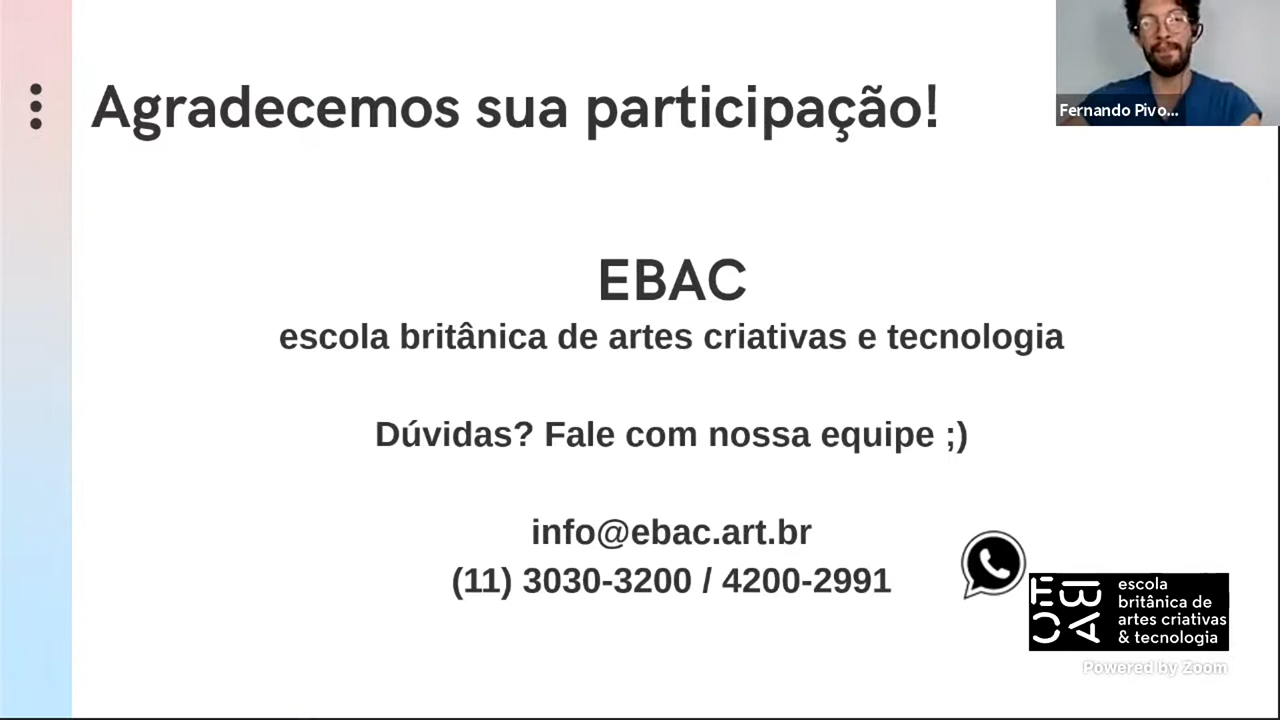 Agradecemos sua participação!
Fernando Pivo...
EBAC
escola britânica de artes criativas e tecnologia
Dúvidas? Fale com nossa equipe ;)
info@ebac.art.br
(11) 3030-3200 / 4200-2991
EBAC
escola
britânica de
artes criativas
& tecnologia
Powered by Zoom